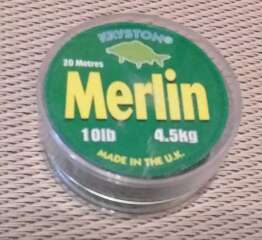 KRYSTON®
20 Metres
Merlin
10lb 4.5kg
MADE IN THE U.K.